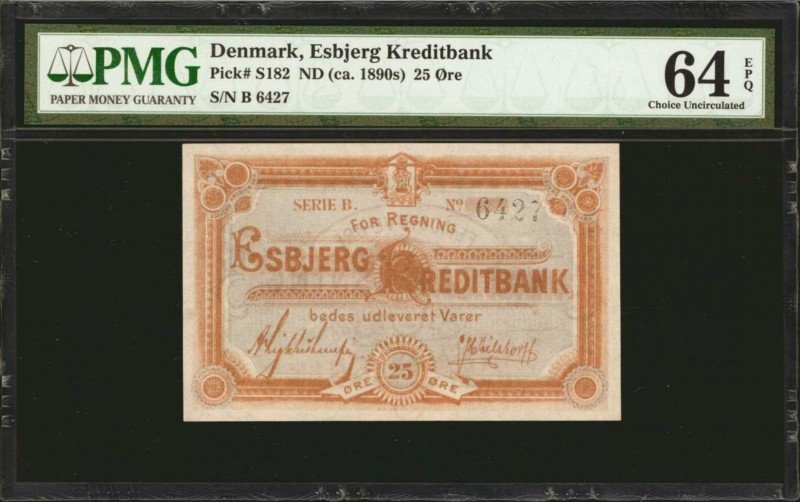 PMG
PAPER MONEY GUARANTY
Denmark, Esbjerg Kreditbank
Pick# S182 ND (ca. 1890s) 25 Øre
S/N B 6427
64 EPQ
Choice Uncirculated
SERIE B. No 6427
FOR REGNING
ESBJERG KREDITBANK
bedes udleveret Varer
ØRE 25 ØRE